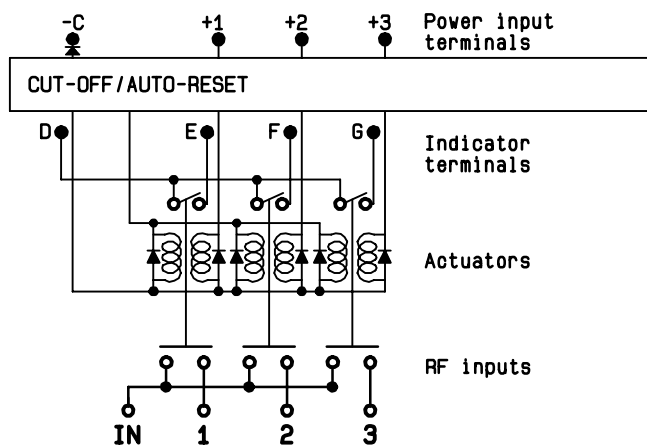 -C +1 +2 +3 Power input
terminals
CUT-OFF/AUTO-RESET
D E F G Indicator
terminals
Actuators
RF inputs
IN 1 2 3